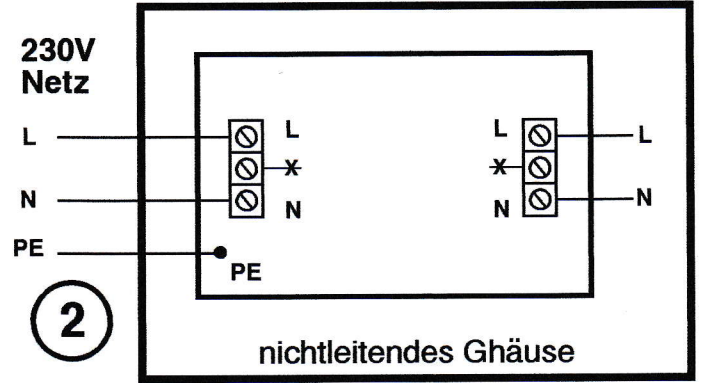 230V
Netz
L L L L
X X
N N N N
PE PE
2
nichtleitendes Ghäuse